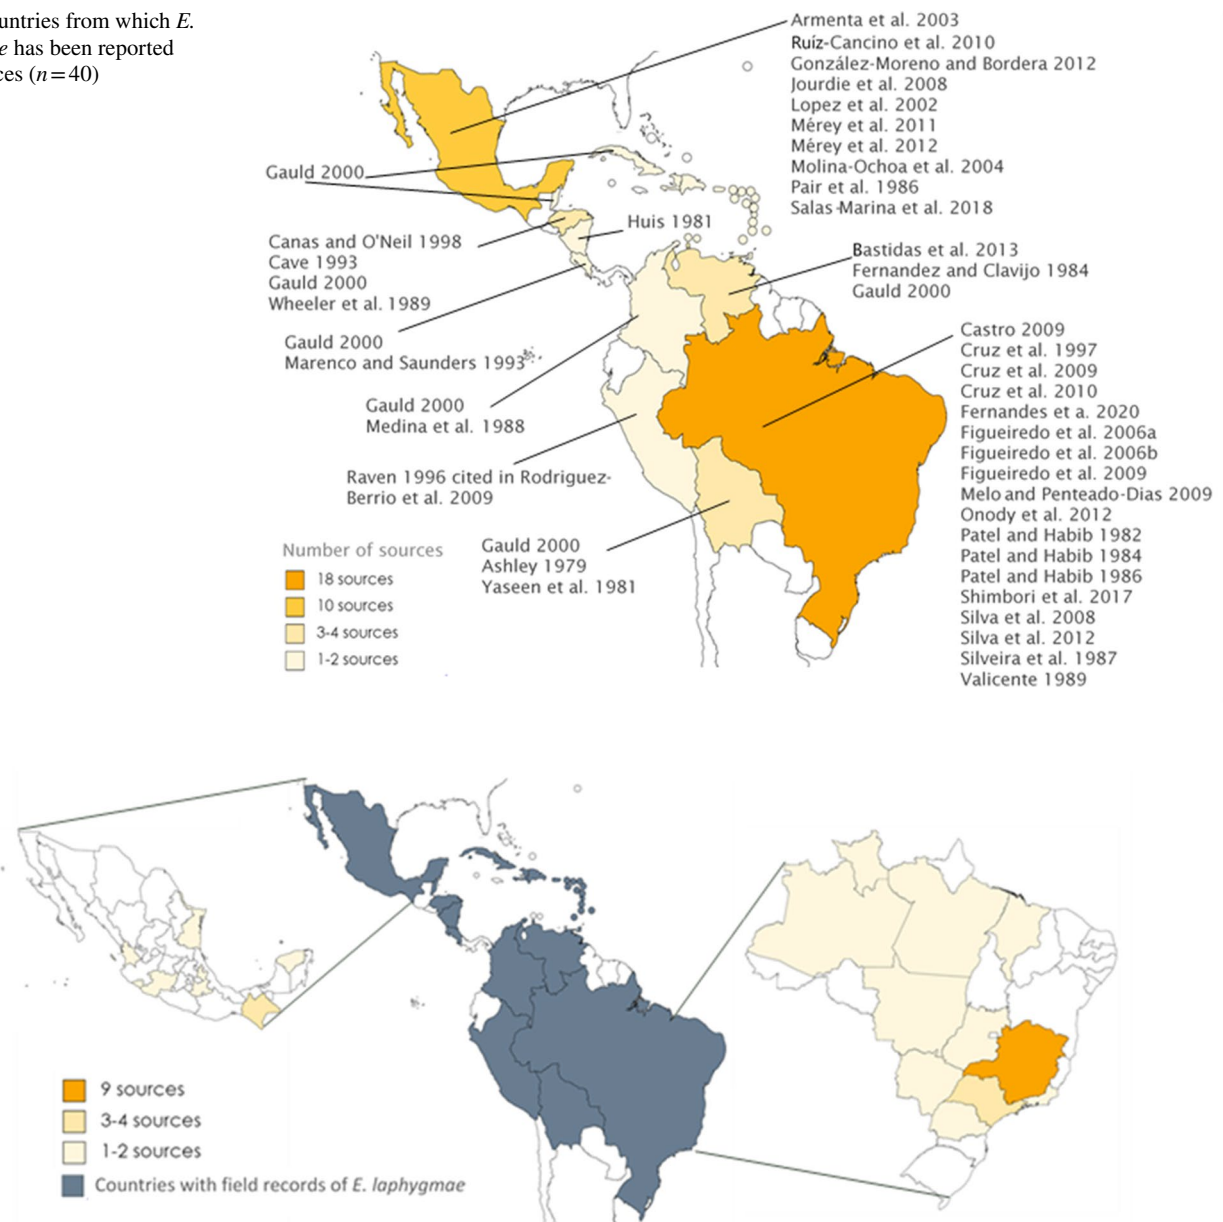 ountries from which E.
e has been reported
ces (n = 40)
Armenta et al. 2003
Ruíz-Cancino et al. 2010
González-Moreno and Bordera 2012
Jourdie et al. 2008
Lopez et al. 2002
Mérey et al. 2011
Mérey et al. 2012
Molina-Ochoa et al. 2004
Pair et al. 1986
Salas-Marina et al. 2018
Gauld 2000
Huis 1981
Canas and O'Neil 1998
Cave 1993
Gauld 2000
Wheeler et al. 1989
Bastidas et al. 2013
Fernandez and Clavijo 1984
Gauld 2000
Gauld 2000
Marenco and Saunders 1993
Castro 2009
Cruz et al. 1997
Cruz et al. 2009
Cruz et al. 2010
Fernandes et a. 2020
Figueiredo et al. 2006a
Figueiredo et al. 2006b
Figueiredo et al. 2009
Melo and Penteado-Dias 2009
Onody et al. 2012
Patel and Habib 1982
Patel and Habib 1984
Patel and Habib 1986
Shimbori et al. 2017
Silva et al. 2008
Silva et al. 2012
Silveira et al. 1987
Valicente 1989
Gauld 2000
Medina et al. 1988
Raven 1996 cited in Rodriguez-
Berrio et al. 2009
Gauld 2000
Ashley 1979
Yaseen et al. 1981
Number of sources
18 sources
10 sources
3-4 sources
1-2 sources
9 sources
3-4 sources
1-2 sources
Countries with field records of E. laphygmae